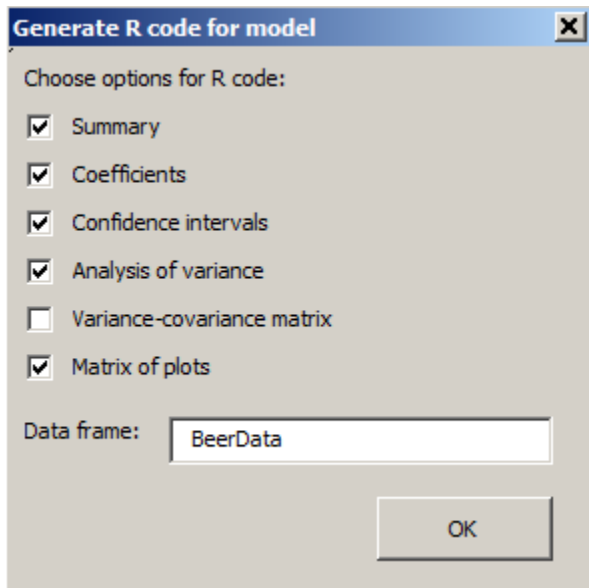 Generate R code for model
Choose options for R code:
Summary
Coefficients
Confidence intervals
Analysis of variance
Variance-covariance matrix
Matrix of plots
Data frame: BeerData
OK